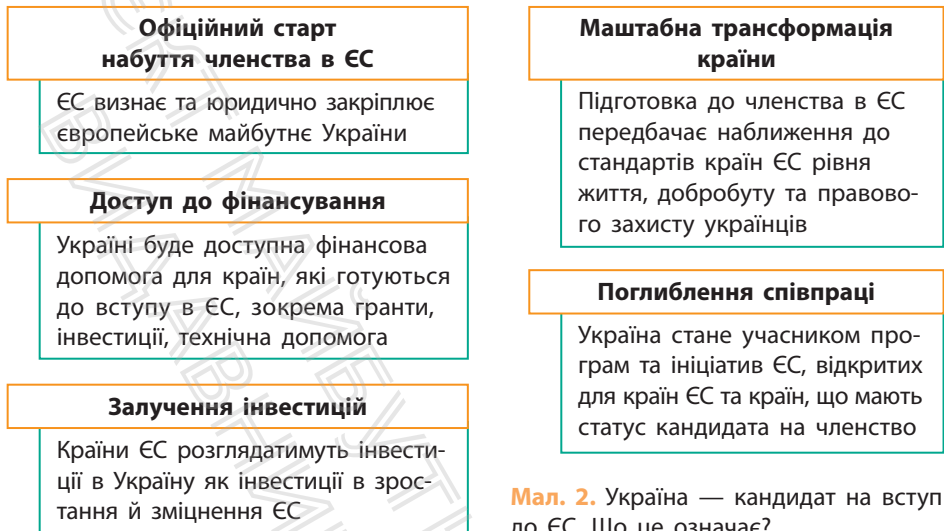 Офіційний старт
набуття членства в ЄС
ЄС визнає та юридично закріплює
європейське майбутнє України
Доступ до фінансування
Україні буде доступна фінансова
допомога для країн, які готуються
до вступу в ЄС, зокрема гранти,
інвестиції, технічна допомога
Залучення інвестицій
Країни ЄС розглядатимуть інвести-
ції в Україну як інвестиції в зрос-
тання й зміцнення ЄС
Маштабна трансформація
країни
Підготовка до членства в ЄС
передбачає наближення до
стандартів країн ЄС рівня
життя, добробуту та правово-
го захисту українців
Поглиблення співпраці
Україна стане учасником про-
грам та ініціатив ЄС, відкритих
для країн ЄС та країн, що мають
статус кандидата на членство
Мал. 2. Україна — кандидат на вступ
до ЄС. Що це означає?